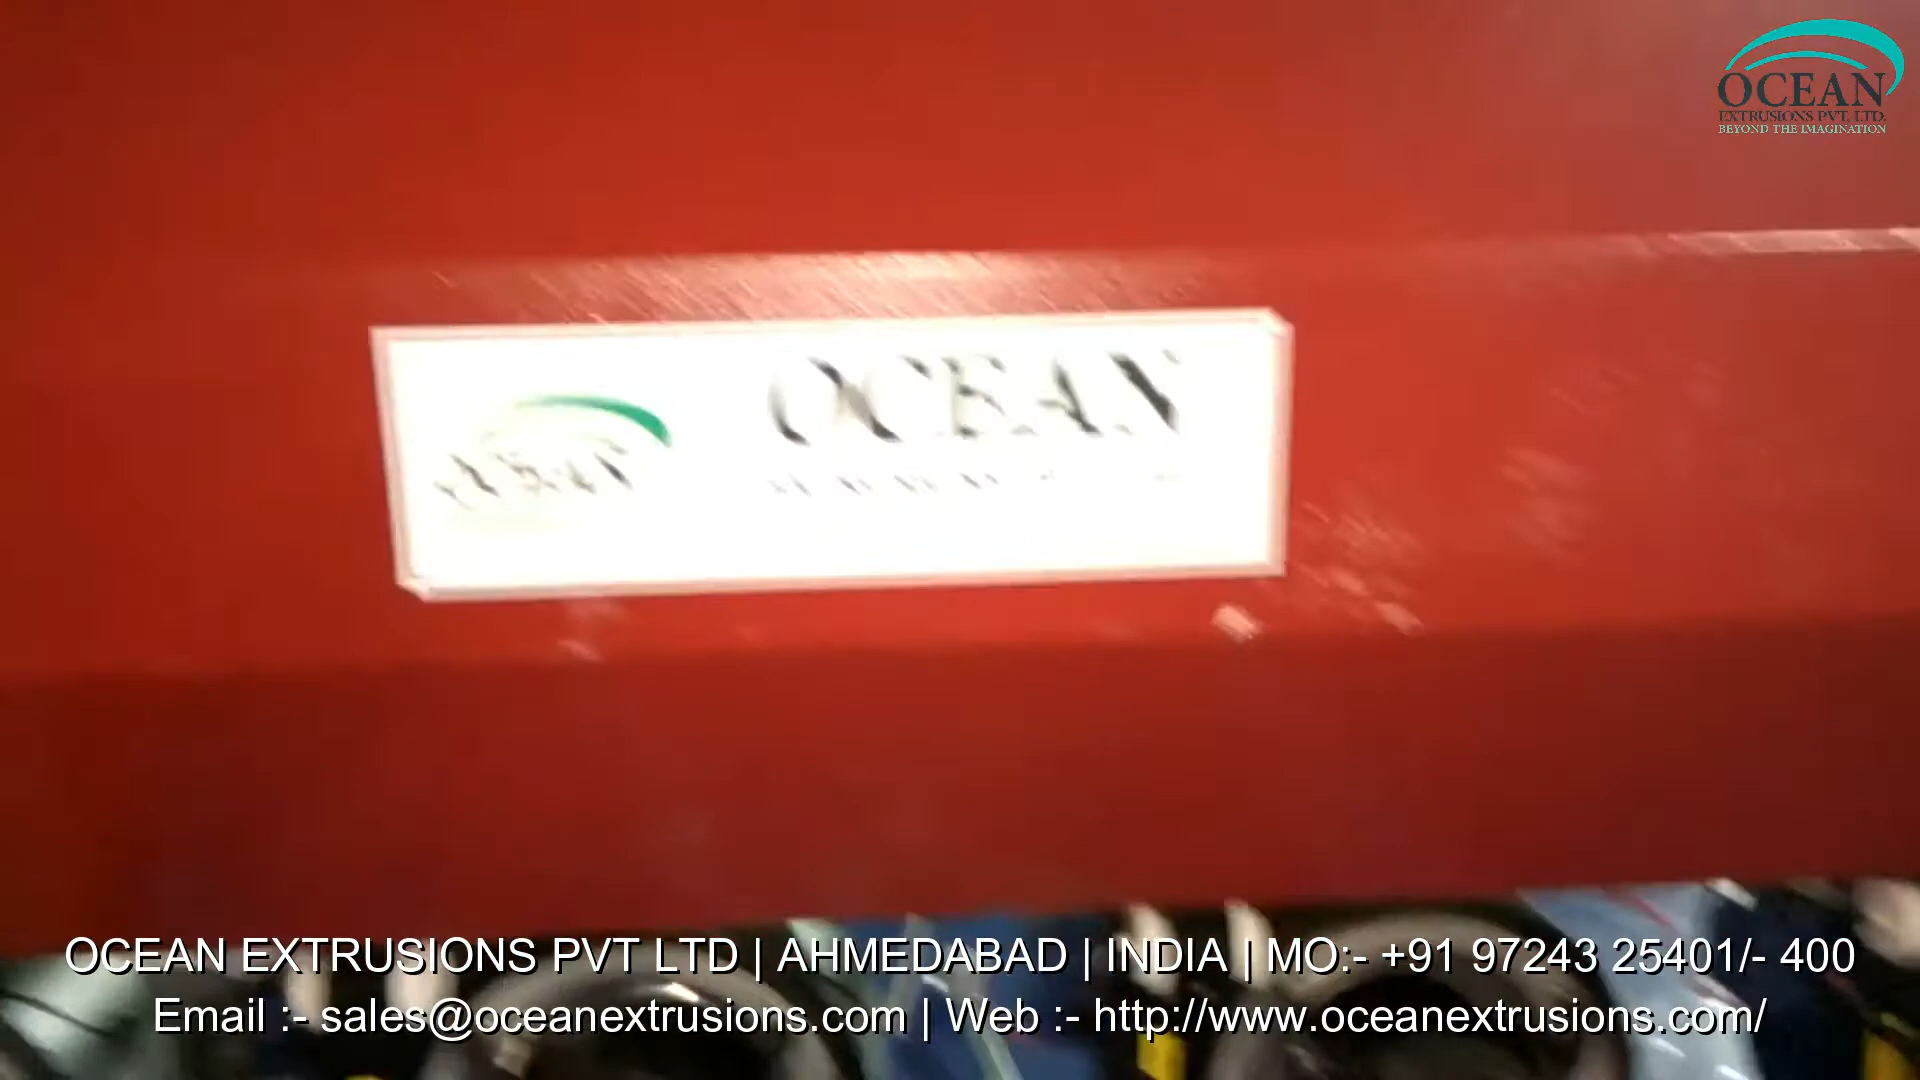 OCEAN
EXTRUSIONS PVT. LTD.
BEYOND THE IMAGINATION
OCEAN
OCEAN
OCEAN EXTRUSIONS PVT LTD | AHMEDABAD | INDIA | MO:- +91 97243 25401/- 400
Email :- sales@oceanextrusions.com | Web :- http://www.oceanextrusions.com/